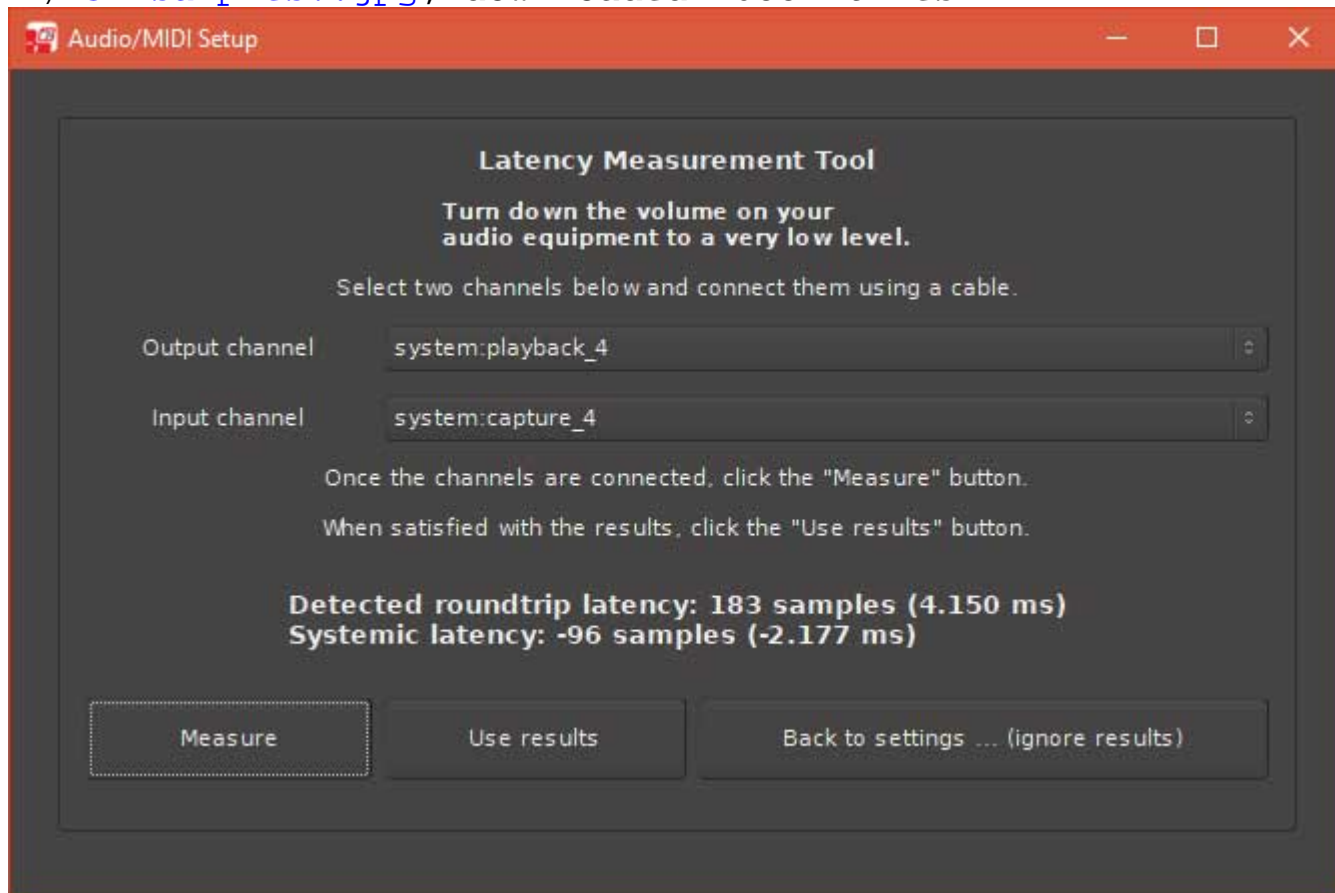 Audio/MIDI Setup
Latency Measurement Tool
Turn down the volume on your
audio equipment to a very low level.
Select two channels below and connect them using a cable.
Output channel system:playback_4
Input channel system:capture_4
Once the channels are connected, click the "Measure" button.
When satisfied with the results, click the "Use results" button.
Detected roundtrip latency: 183 samples (4.150 ms)
Systemic latency: -96 samples (-2.177 ms)
Measure Use results Back to settings ... (ignore results)